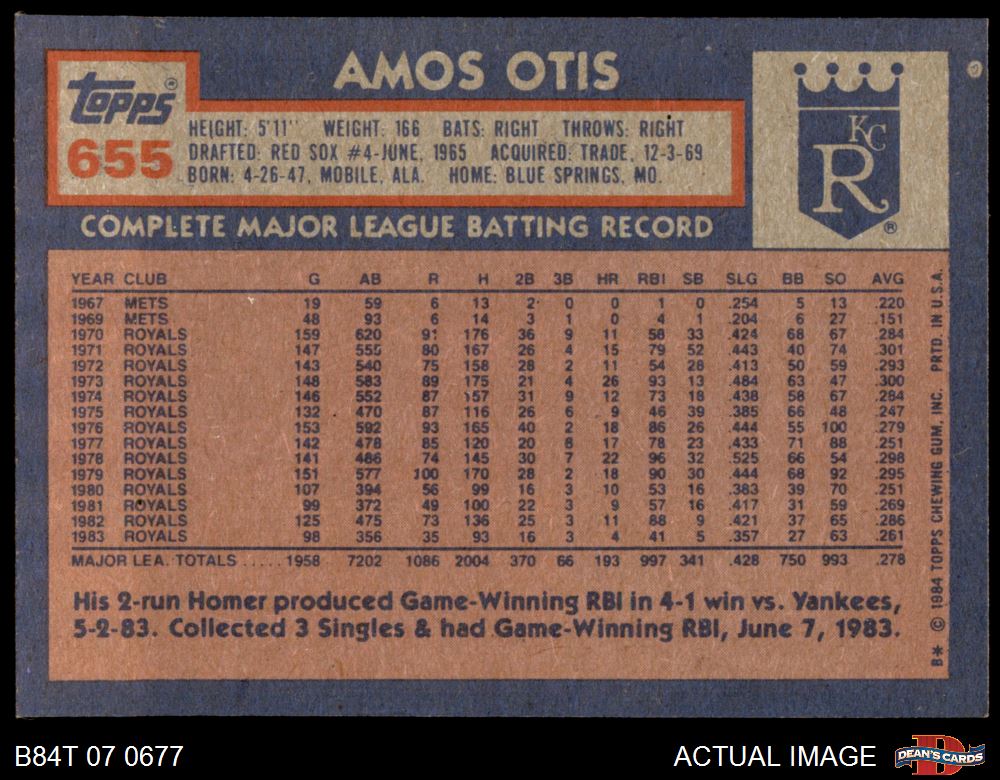 AMOS OTIS
topps®
655
HEIGHT: 5'11" WEIGHT: 166 BATS: RIGHT THROWS: RIGHT
DRAFTED: RED SOX #4-JUNE, 1965 ACQUIRED: TRADE, 12-3-69
BORN: 4-26-47, MOBILE, ALA. HOME: BLUE SPRINGS, MO.
KC
R
®
COMPLETE MAJOR LEAGUE BATTING RECORD
YEAR CLUB G AB R H 2B 3B HR RBI SB SLG BB SO AVG
1967 METS 19 59 6 13 2 0 0 1 0 .254 5 13 .220
1969 METS 48 93 6 14 3 1 0 4 1 .204 6 27 .151
1970 ROYALS 159 620 91 176 36 9 11 58 33 .424 68 67 .284
1971 ROYALS 147 555 80 167 26 4 15 79 52 .443 40 74 .301
1972 ROYALS 143 540 75 158 28 2 11 54 28 .413 50 59 .293
1973 ROYALS 148 583 89 175 21 4 26 93 13 .484 63 47 .300
1974 ROYALS 146 552 87 157 31 9 12 73 18 .438 58 67 .284
1975 ROYALS 132 470 87 116 26 6 9 46 39 .385 66 48 .247
1976 ROYALS 153 592 93 165 40 2 18 86 26 .444 55 100 .279
1977 ROYALS 142 478 85 120 20 8 17 78 23 .433 71 88 .251
1978 ROYALS 141 486 74 145 30 7 22 96 32 .525 66 54 .298
1979 ROYALS 151 577 100 170 28 2 18 90 30 .444 68 92 .295
1980 ROYALS 107 394 56 99 16 3 10 53 16 .383 39 70 .251
1981 ROYALS 99 372 49 100 22 3 9 57 16 .417 31 59 .269
1982 ROYALS 125 475 73 136 25 3 11 88 9 .421 37 65 .286
1983 ROYALS 98 356 35 93 16 3 4 41 5 .357 27 63 .261
MAJOR LEA. TOTALS ..... 1958 7202 1086 2004 370 66 193 997 341 .428 750 993 .278
His 2-run Homer produced Game-Winning RBI in 4-1 win vs. Yankees,
5-2-83. Collected 3 Singles & had Game-Winning RBI, June 7, 1983.
B* © 1984 TOPPS CHEWING GUM, INC. PRTD. IN U.S.A.
B84T 07 0677
ACTUAL IMAGE
D
DEAN'S CARDS